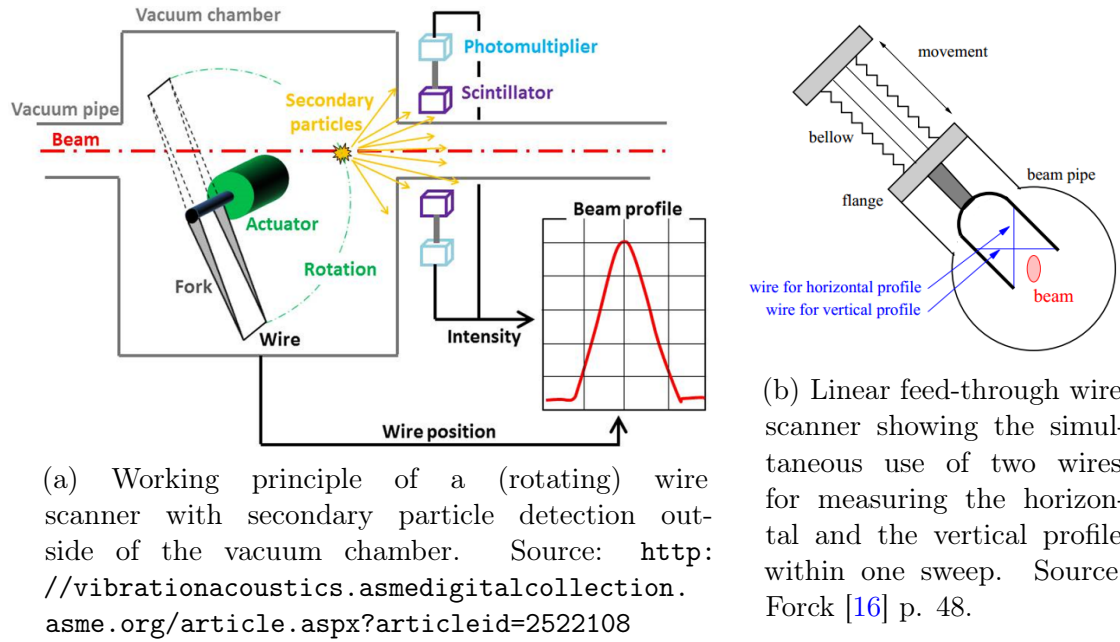 Vacuum chamber
Photomultiplier
Scintillator
Secondary
particles
Vacuum pipe
Beam
Actuator
Rotation
Fork
Wire
Beam profile
Intensity
Wire position
(a) Working principle of a (rotating) wire
scanner with secondary particle detection out-
side of the vacuum chamber. Source: http:
//vibrationacoustics.asmedigitalcollection.
asme.org/article.aspx?articleid=2522108
movement
bellow
beam pipe
flange
wire for horizontal profile
wire for vertical profile
beam
(b) Linear feed-through wire
scanner showing the simul-
taneous use of two wires
for measuring the horizon-
tal and the vertical profile
within one sweep. Source
Forck [16] p. 48.